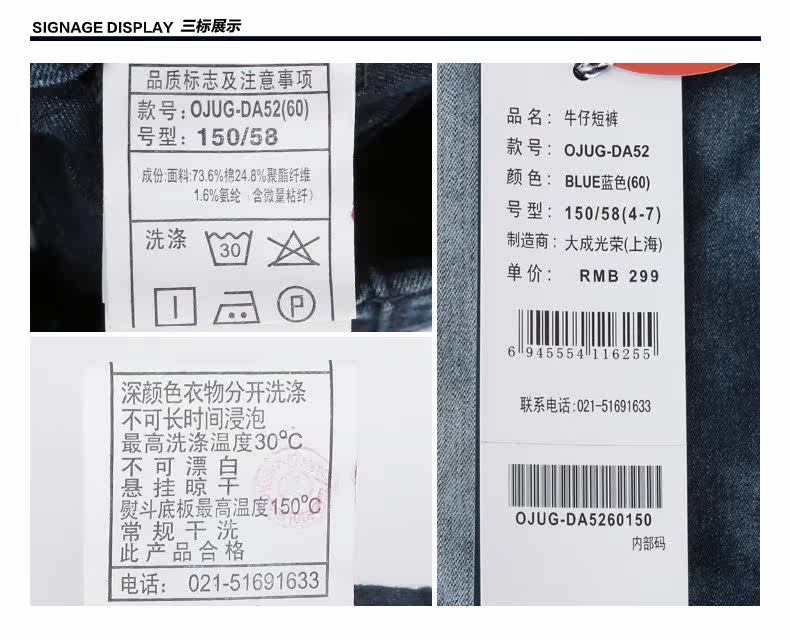 SIGNAGE DISPLAY 三标展示
品质标志及注意事项
款号:OJUG-DA52(60)
号型:150/58
成份:面料:73.6%棉24.8%聚酯纤维
1.6%氨纶（含微量粘纤）
洗涤
30
P
深颜色衣物分开洗涤
不可长时间浸泡
最高洗涤温度30℃
不可漂白
悬挂晾干
熨斗底板最高温度150℃
常规干洗
此产品合格
电话: 021-51691633
品名: 牛仔短裤
款号: OJUG-DA52
颜色: BLUE蓝色(60)
号型: 150/58(4-7)
制造商: 大成光荣(上海)
单价: RMB 299
6 945554 116255
联系电话:021-51691633
OJUG-DA5260150
内部码